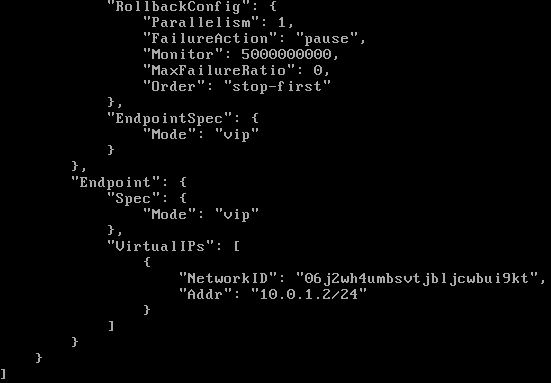 "RollbackConfig": {
"Parallelism": 1,
"FailureAction": "pause",
"Monitor": 5000000000,
"MaxFailureRatio": 0,
"Order": "stop-first"
},
"EndpointSpec": {
"Mode": "vip"
}
},
"Endpoint": {
"Spec": {
"Mode": "vip"
},
"VirtualIPs": [
{
"NetworkID": "06j2wh4umbsvtjbljcwbui9kt",
"Addr": "10.0.1.2/24"
}
]
}
}
]